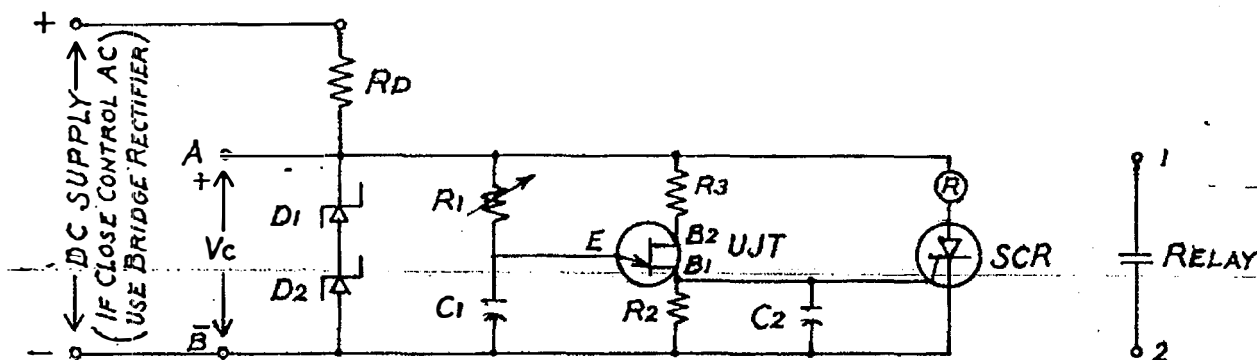 +
DC SUPPLY
(IF CLOSE CONTROL AC)
(USE BRIDGE RECTIFIER)
−
RD
A
+
VC
B̅
D1
D2
R1
C1
E
R3
B2
UJT
B1
R2
C2
R
SCR
1
RELAY
2